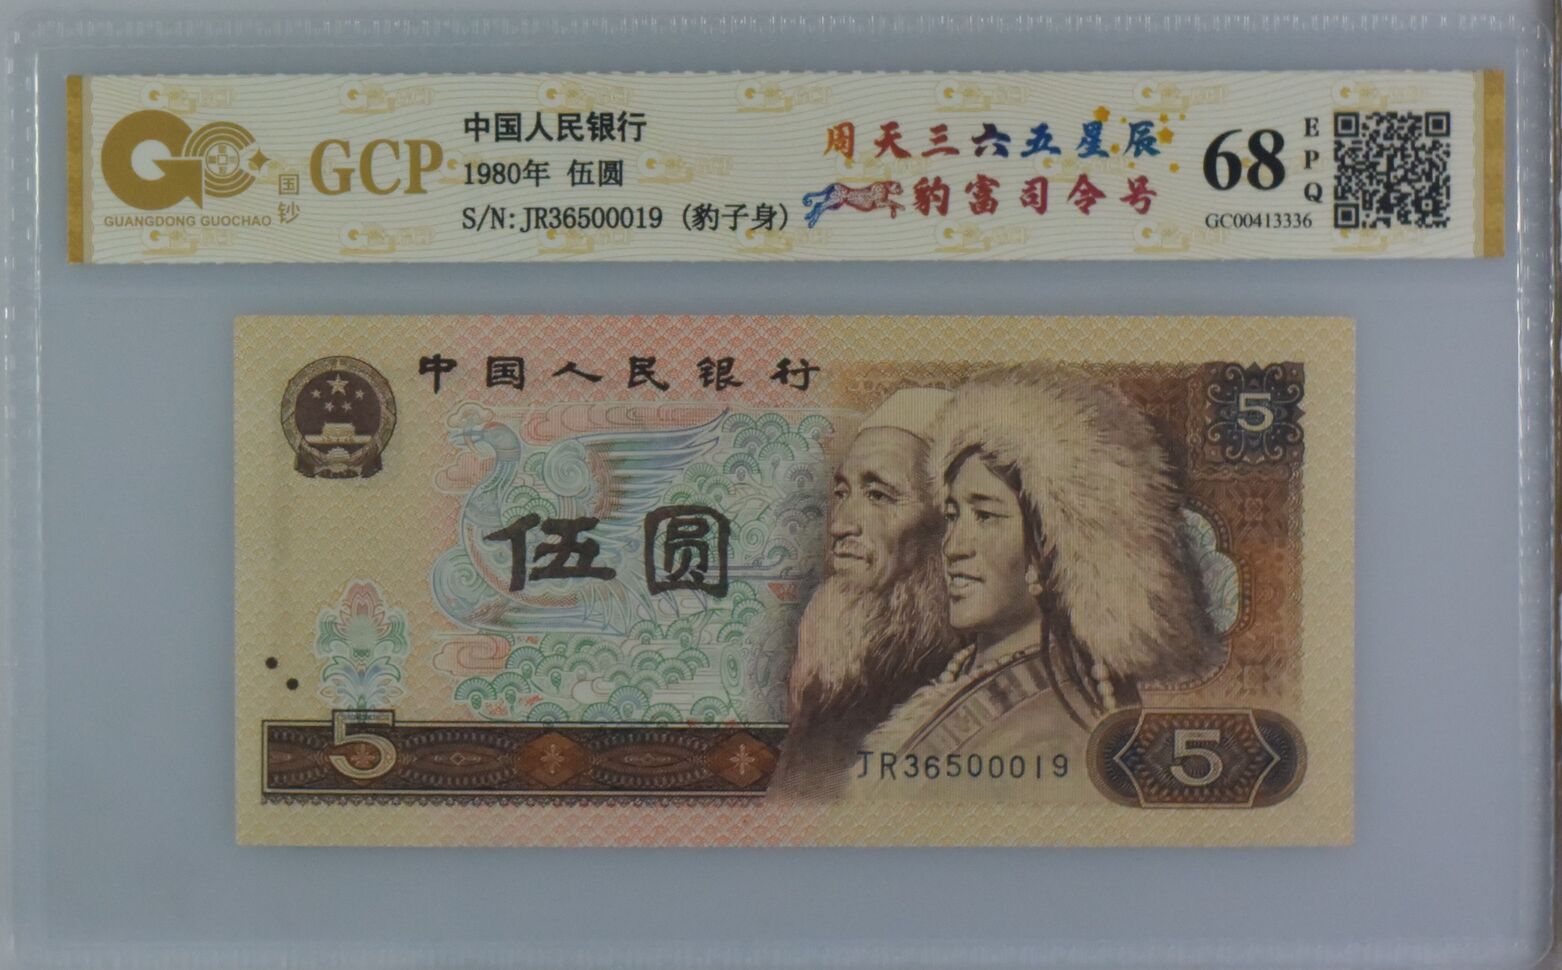 GCP
国钞
GUANGDONG GUOCHAO
中国人民银行
1980年 伍圆
S/N: JR36500019 (豹子身)
周天三六五星辰
豹富司令号
68
EPQ
GC00413336
中国人民银行
5
伍圆
5
JR36500019
5